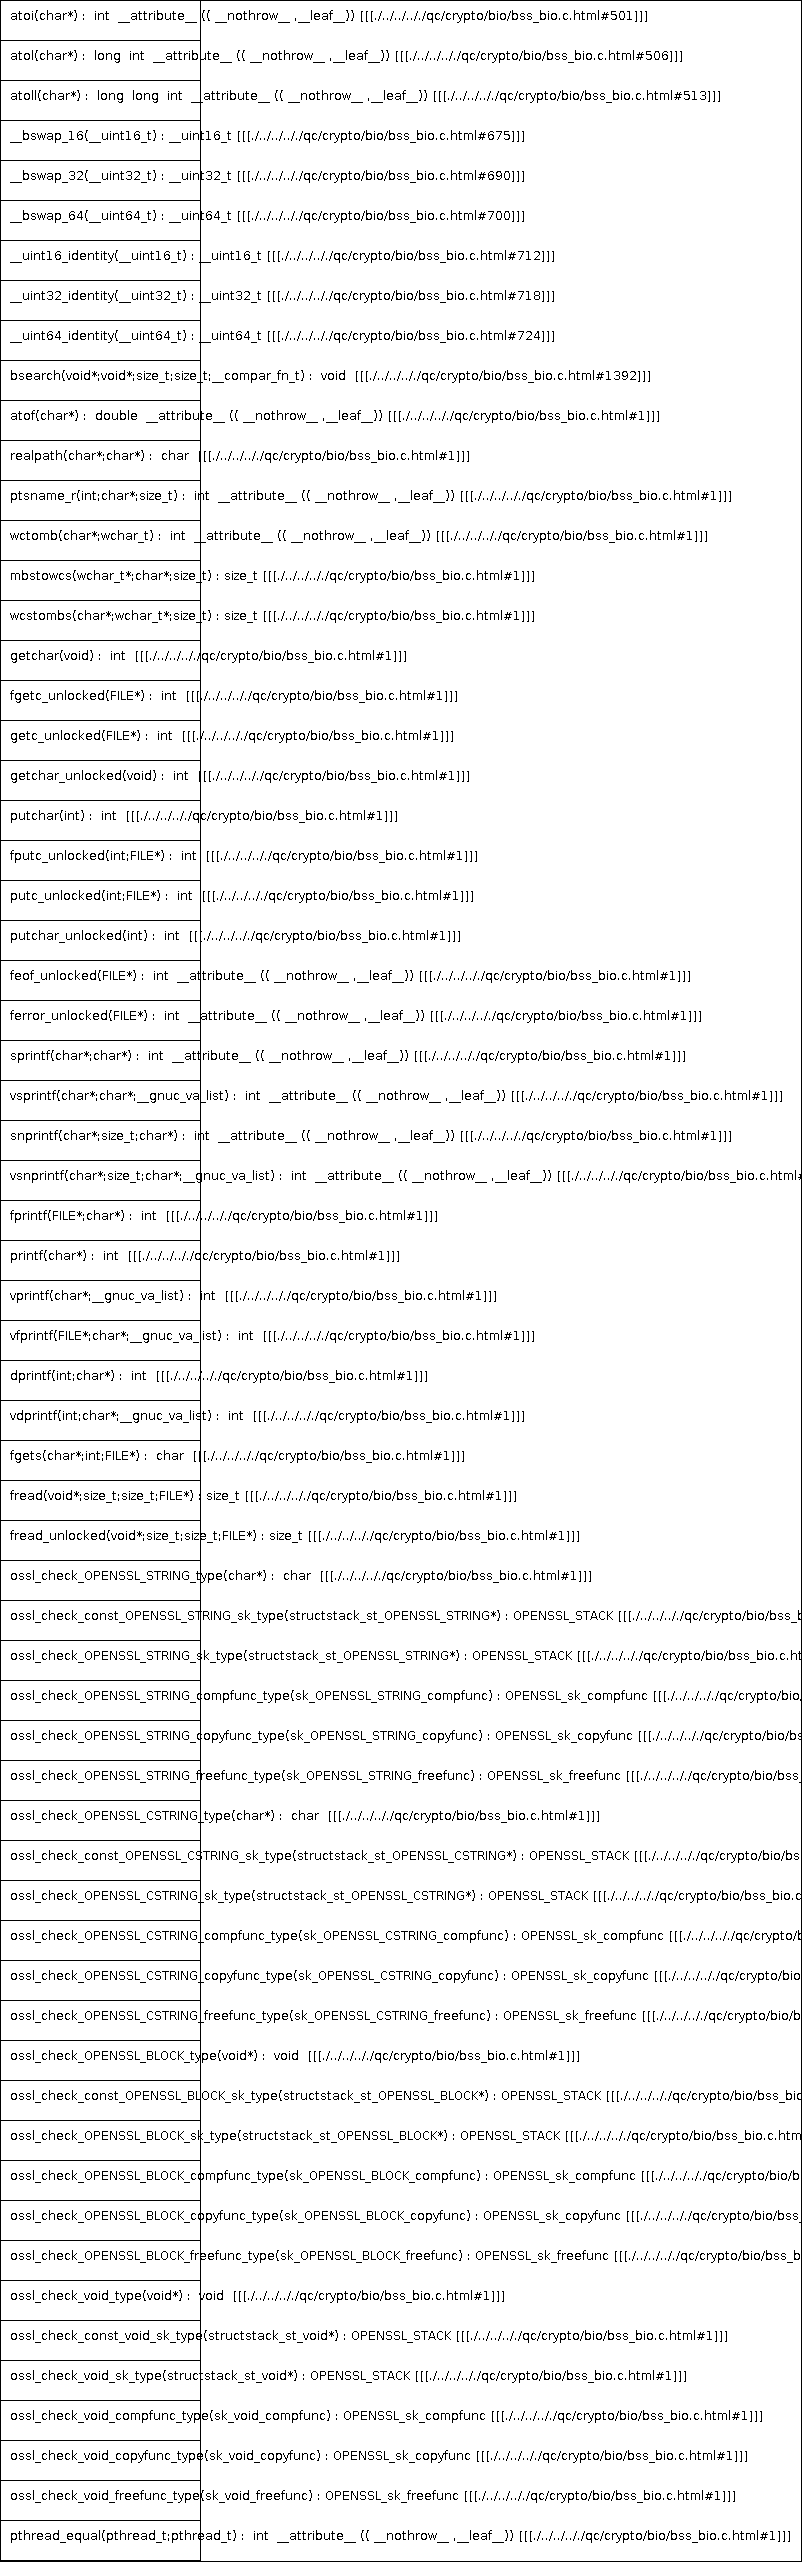 atoi(char*) :  int  __attribute__ (( __nothrow__ ,__leaf__)) [[[./../../.././qc/crypto/bio/bss_bio.c.html#501]]]
atol(char*) :  long  int  __attribute__ (( __nothrow__ ,__leaf__)) [[[./../../.././qc/crypto/bio/bss_bio.c.html#506]]]
atoll(char*) :  long  long  int  __attribute__ (( __nothrow__ ,__leaf__)) [[[./../../.././qc/crypto/bio/bss_bio.c.html#513]]]
__bswap_16(__uint16_t) : __uint16_t [[[./../../.././qc/crypto/bio/bss_bio.c.html#675]]]
__bswap_32(__uint32_t) : __uint32_t [[[./../../.././qc/crypto/bio/bss_bio.c.html#690]]]
__bswap_64(__uint64_t) : __uint64_t [[[./../../.././qc/crypto/bio/bss_bio.c.html#700]]]
__uint16_identity(__uint16_t) : __uint16_t [[[./../../.././qc/crypto/bio/bss_bio.c.html#712]]]
__uint32_identity(__uint32_t) : __uint32_t [[[./../../.././qc/crypto/bio/bss_bio.c.html#718]]]
__uint64_identity(__uint64_t) : __uint64_t [[[./../../.././qc/crypto/bio/bss_bio.c.html#724]]]
bsearch(void*;void*;size_t;size_t;__compar_fn_t) :  void  [[[./../../.././qc/crypto/bio/bss_bio.c.html#1392]]]
atof(char*) :  double  __attribute__ (( __nothrow__ ,__leaf__)) [[[./../../.././qc/crypto/bio/bss_bio.c.html#1]]]
realpath(char*;char*) :  char  [[[./../../.././qc/crypto/bio/bss_bio.c.html#1]]]
ptsname_r(int;char*;size_t) :  int  __attribute__ (( __nothrow__ ,__leaf__)) [[[./../../.././qc/crypto/bio/bss_bio.c.html#1]]]
wctomb(char*;wchar_t) :  int  __attribute__ (( __nothrow__ ,__leaf__)) [[[./../../.././qc/crypto/bio/bss_bio.c.html#1]]]
mbstowcs(wchar_t*;char*;size_t) : size_t [[[./../../.././qc/crypto/bio/bss_bio.c.html#1]]]
wcstombs(char*;wchar_t*;size_t) : size_t [[[./../../.././qc/crypto/bio/bss_bio.c.html#1]]]
getchar(void) :  int  [[[./../../.././qc/crypto/bio/bss_bio.c.html#1]]]
fgetc_unlocked(FILE*) :  int  [[[./../../.././qc/crypto/bio/bss_bio.c.html#1]]]
getc_unlocked(FILE*) :  int  [[[./../../.././qc/crypto/bio/bss_bio.c.html#1]]]
getchar_unlocked(void) :  int  [[[./../../.././qc/crypto/bio/bss_bio.c.html#1]]]
putchar(int) :  int  [[[./../../.././qc/crypto/bio/bss_bio.c.html#1]]]
fputc_unlocked(int;FILE*) :  int  [[[./../../.././qc/crypto/bio/bss_bio.c.html#1]]]
putc_unlocked(int;FILE*) :  int  [[[./../../.././qc/crypto/bio/bss_bio.c.html#1]]]
putchar_unlocked(int) :  int  [[[./../../.././qc/crypto/bio/bss_bio.c.html#1]]]
feof_unlocked(FILE*) :  int  __attribute__ (( __nothrow__ ,__leaf__)) [[[./../../.././qc/crypto/bio/bss_bio.c.html#1]]]
ferror_unlocked(FILE*) :  int  __attribute__ (( __nothrow__ ,__leaf__)) [[[./../../.././qc/crypto/bio/bss_bio.c.html#1]]]
sprintf(char*;char*) :  int  __attribute__ (( __nothrow__ ,__leaf__)) [[[./../../.././qc/crypto/bio/bss_bio.c.html#1]]]
vsprintf(char*;char*;__gnuc_va_list) :  int  __attribute__ (( __nothrow__ ,__leaf__)) [[[./../../.././qc/crypto/bio/bss_bio.c.html#1]]]
snprintf(char*;size_t;char*) :  int  __attribute__ (( __nothrow__ ,__leaf__)) [[[./../../.././qc/crypto/bio/bss_bio.c.html#1]]]
vsnprintf(char*;size_t;char*;__gnuc_va_list) :  int  __attribute__ (( __nothrow__ ,__leaf__)) [[[./../../.././qc/crypto/bio/bss_bio.c.html#
fprintf(FILE*;char*) :  int  [[[./../../.././qc/crypto/bio/bss_bio.c.html#1]]]
printf(char*) :  int  [[[./../../.././qc/crypto/bio/bss_bio.c.html#1]]]
vprintf(char*;__gnuc_va_list) :  int  [[[./../../.././qc/crypto/bio/bss_bio.c.html#1]]]
vfprintf(FILE*;char*;__gnuc_va_list) :  int  [[[./../../.././qc/crypto/bio/bss_bio.c.html#1]]]
dprintf(int;char*) :  int  [[[./../../.././qc/crypto/bio/bss_bio.c.html#1]]]
vdprintf(int;char*;__gnuc_va_list) :  int  [[[./../../.././qc/crypto/bio/bss_bio.c.html#1]]]
fgets(char*;int;FILE*) :  char  [[[./../../.././qc/crypto/bio/bss_bio.c.html#1]]]
fread(void*;size_t;size_t;FILE*) : size_t [[[./../../.././qc/crypto/bio/bss_bio.c.html#1]]]
fread_unlocked(void*;size_t;size_t;FILE*) : size_t [[[./../../.././qc/crypto/bio/bss_bio.c.html#1]]]
ossl_check_OPENSSL_STRING_type(char*) :  char  [[[./../../.././qc/crypto/bio/bss_bio.c.html#1]]]
ossl_check_const_OPENSSL_STRING_sk_type(structstack_st_OPENSSL_STRING*) : OPENSSL_STACK [[[./../../.././qc/crypto/bio/bss_b
ossl_check_OPENSSL_STRING_sk_type(structstack_st_OPENSSL_STRING*) : OPENSSL_STACK [[[./../../.././qc/crypto/bio/bss_bio.c.ht
ossl_check_OPENSSL_STRING_compfunc_type(sk_OPENSSL_STRING_compfunc) : OPENSSL_sk_compfunc [[[./../../.././qc/crypto/bio/
ossl_check_OPENSSL_STRING_copyfunc_type(sk_OPENSSL_STRING_copyfunc) : OPENSSL_sk_copyfunc [[[./../../.././qc/crypto/bio/bs
ossl_check_OPENSSL_STRING_freefunc_type(sk_OPENSSL_STRING_freefunc) : OPENSSL_sk_freefunc [[[./../../.././qc/crypto/bio/bss_
ossl_check_OPENSSL_CSTRING_type(char*) :  char  [[[./../../.././qc/crypto/bio/bss_bio.c.html#1]]]
ossl_check_const_OPENSSL_CSTRING_sk_type(structstack_st_OPENSSL_CSTRING*) : OPENSSL_STACK [[[./../../.././qc/crypto/bio/bs
ossl_check_OPENSSL_CSTRING_sk_type(structstack_st_OPENSSL_CSTRING*) : OPENSSL_STACK [[[./../../.././qc/crypto/bio/bss_bio.c
ossl_check_OPENSSL_CSTRING_compfunc_type(sk_OPENSSL_CSTRING_compfunc) : OPENSSL_sk_compfunc [[[./../../.././qc/crypto/b
ossl_check_OPENSSL_CSTRING_copyfunc_type(sk_OPENSSL_CSTRING_copyfunc) : OPENSSL_sk_copyfunc [[[./../../.././qc/crypto/bio
ossl_check_OPENSSL_CSTRING_freefunc_type(sk_OPENSSL_CSTRING_freefunc) : OPENSSL_sk_freefunc [[[./../../.././qc/crypto/bio/b
ossl_check_OPENSSL_BLOCK_type(void*) :  void  [[[./../../.././qc/crypto/bio/bss_bio.c.html#1]]]
ossl_check_const_OPENSSL_BLOCK_sk_type(structstack_st_OPENSSL_BLOCK*) : OPENSSL_STACK [[[./../../.././qc/crypto/bio/bss_bio
ossl_check_OPENSSL_BLOCK_sk_type(structstack_st_OPENSSL_BLOCK*) : OPENSSL_STACK [[[./../../.././qc/crypto/bio/bss_bio.c.htm
ossl_check_OPENSSL_BLOCK_compfunc_type(sk_OPENSSL_BLOCK_compfunc) : OPENSSL_sk_compfunc [[[./../../.././qc/crypto/bio/b
ossl_check_OPENSSL_BLOCK_copyfunc_type(sk_OPENSSL_BLOCK_copyfunc) : OPENSSL_sk_copyfunc [[[./../../.././qc/crypto/bio/bss_
ossl_check_OPENSSL_BLOCK_freefunc_type(sk_OPENSSL_BLOCK_freefunc) : OPENSSL_sk_freefunc [[[./../../.././qc/crypto/bio/bss_b
ossl_check_void_type(void*) :  void  [[[./../../.././qc/crypto/bio/bss_bio.c.html#1]]]
ossl_check_const_void_sk_type(structstack_st_void*) : OPENSSL_STACK [[[./../../.././qc/crypto/bio/bss_bio.c.html#1]]]
ossl_check_void_sk_type(structstack_st_void*) : OPENSSL_STACK [[[./../../.././qc/crypto/bio/bss_bio.c.html#1]]]
ossl_check_void_compfunc_type(sk_void_compfunc) : OPENSSL_sk_compfunc [[[./../../.././qc/crypto/bio/bss_bio.c.html#1]]]
ossl_check_void_copyfunc_type(sk_void_copyfunc) : OPENSSL_sk_copyfunc [[[./../../.././qc/crypto/bio/bss_bio.c.html#1]]]
ossl_check_void_freefunc_type(sk_void_freefunc) : OPENSSL_sk_freefunc [[[./../../.././qc/crypto/bio/bss_bio.c.html#1]]]
pthread_equal(pthread_t;pthread_t) :  int  __attribute__ (( __nothrow__ ,__leaf__)) [[[./../../.././qc/crypto/bio/bss_bio.c.html#1]]]